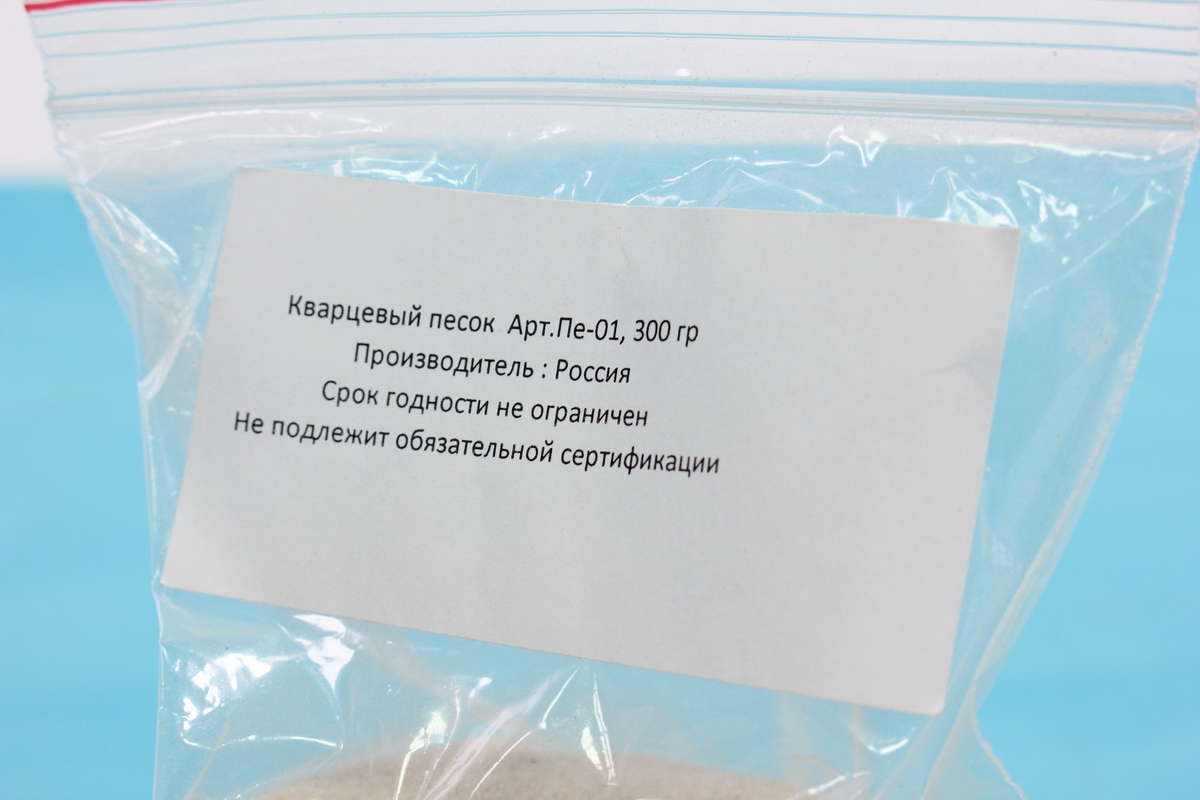 Кварцевый песок Арт.Пе-01, 300 гр
Производитель : Россия
Срок годности не ограничен
Не подлежит обязательной сертификации